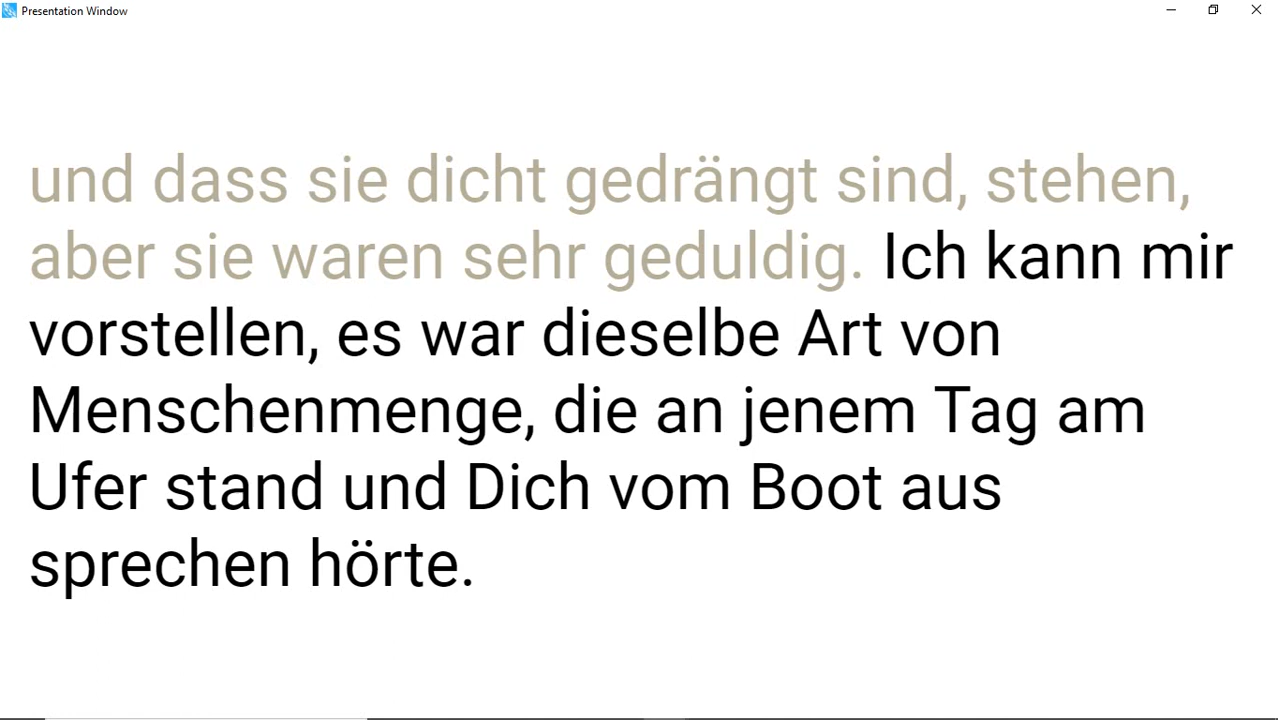 Presentation Window
und dass sie dicht gedrängt sind, stehen,
aber sie waren sehr geduldig. Ich kann mir
vorstellen, es war dieselbe Art von
Menschenmenge, die an jenem Tag am
Ufer stand und Dich vom Boot aus
sprechen hörte.